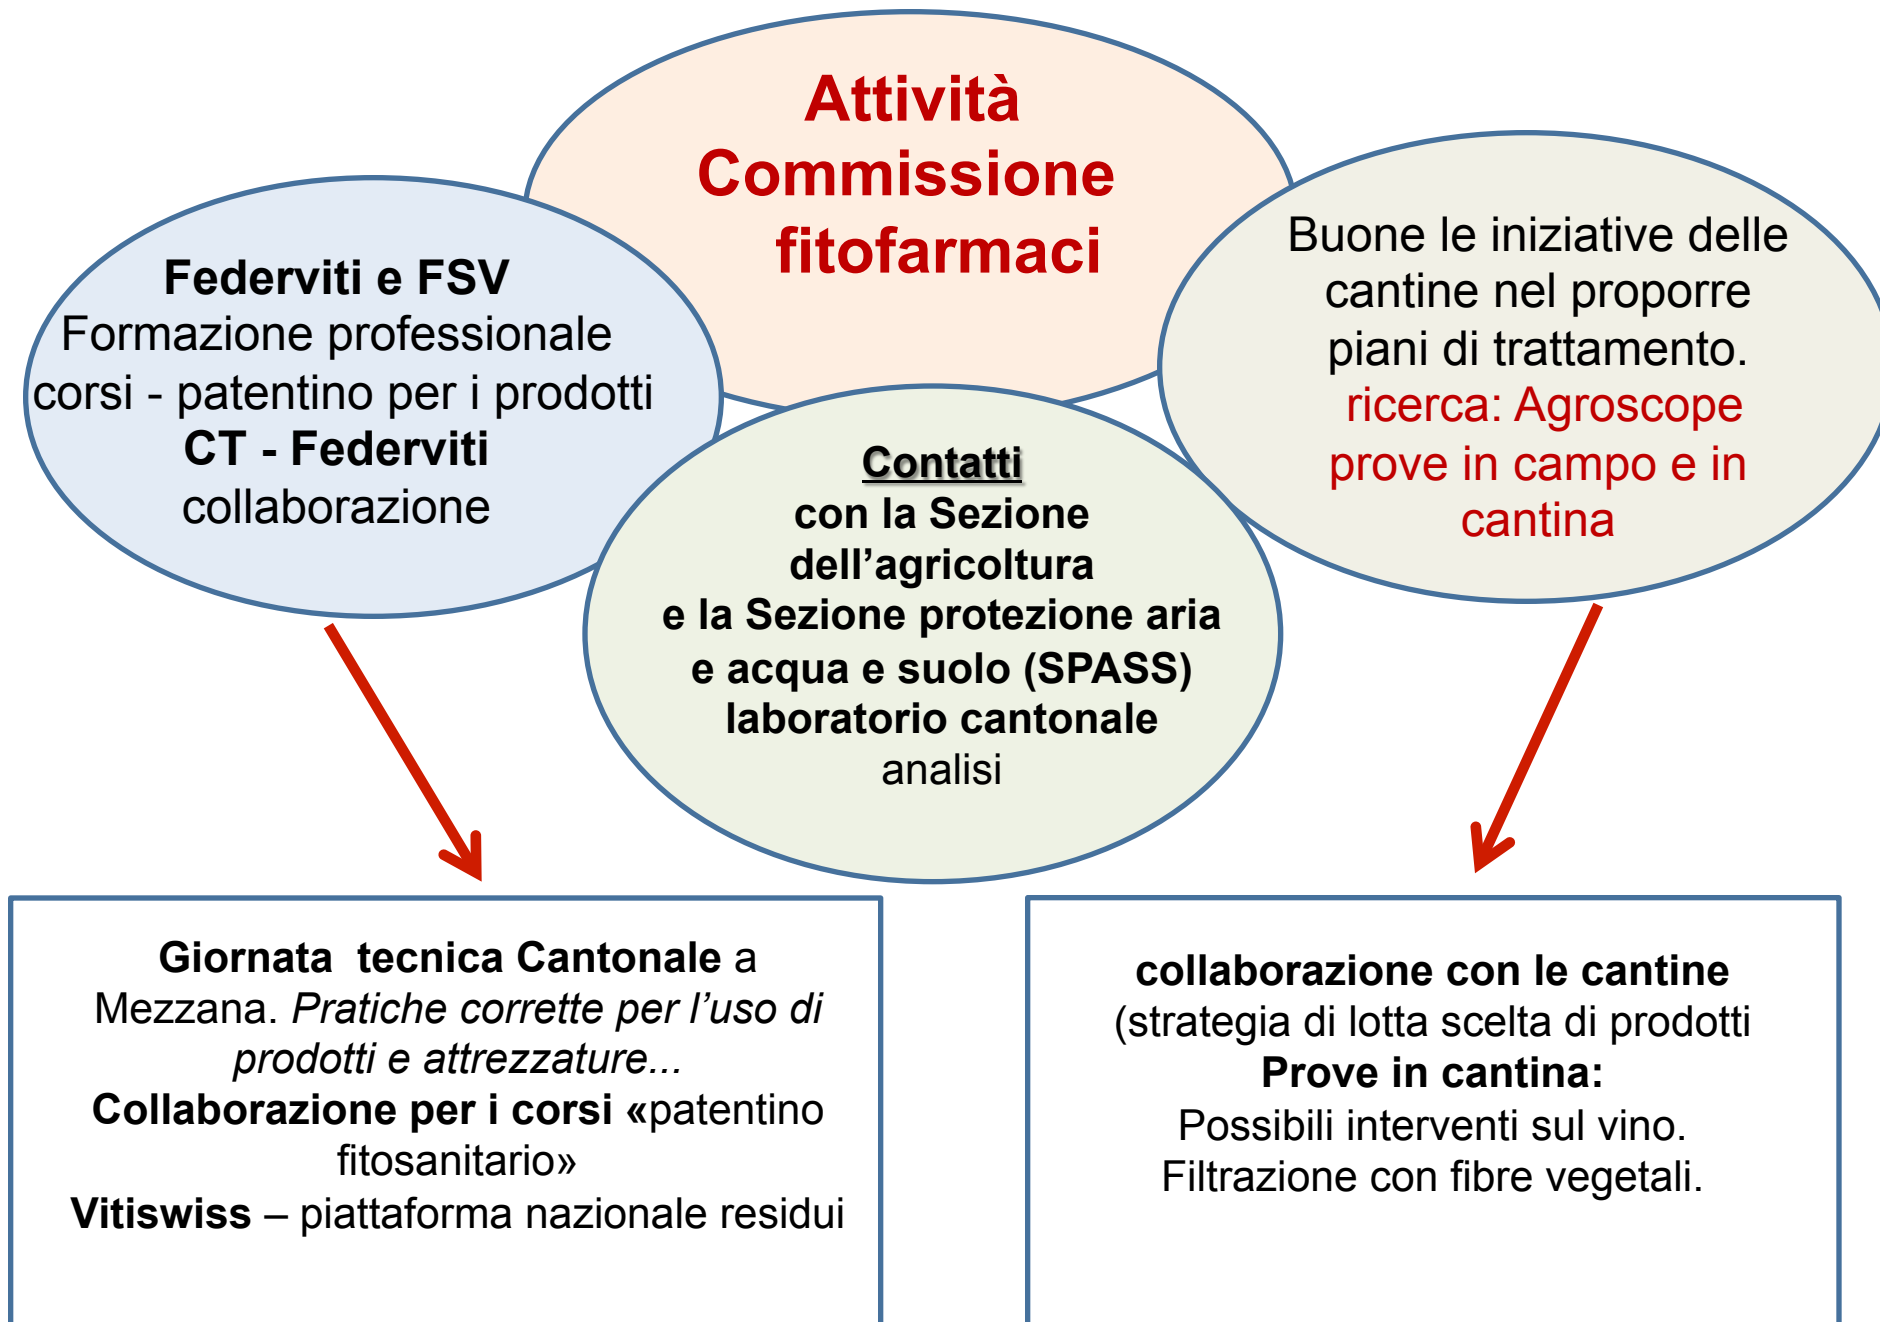 Attività
Commissione
fitofarmaci
Federviti e FSV
Formazione professionale
corsi - patentino per i prodotti
CT - Federviti
collaborazione
Buone le iniziative delle
cantine nel proporre
piani di trattamento.
ricerca: Agroscope
prove in campo e in
cantina
Contatti
con la Sezione
dell’agricoltura
e la Sezione protezione aria
e acqua e suolo (SPASS)
laboratorio cantonale
analisi
Giornata tecnica Cantonale a
Mezzana. Pratiche corrette per l’uso di
prodotti e attrezzature...
Collaborazione per i corsi «patentino
fitosanitario»
Vitiswiss – piattaforma nazionale residui
collaborazione con le cantine
(strategia di lotta scelta di prodotti
Prove in cantina:
Possibili interventi sul vino.
Filtrazione con fibre vegetali.